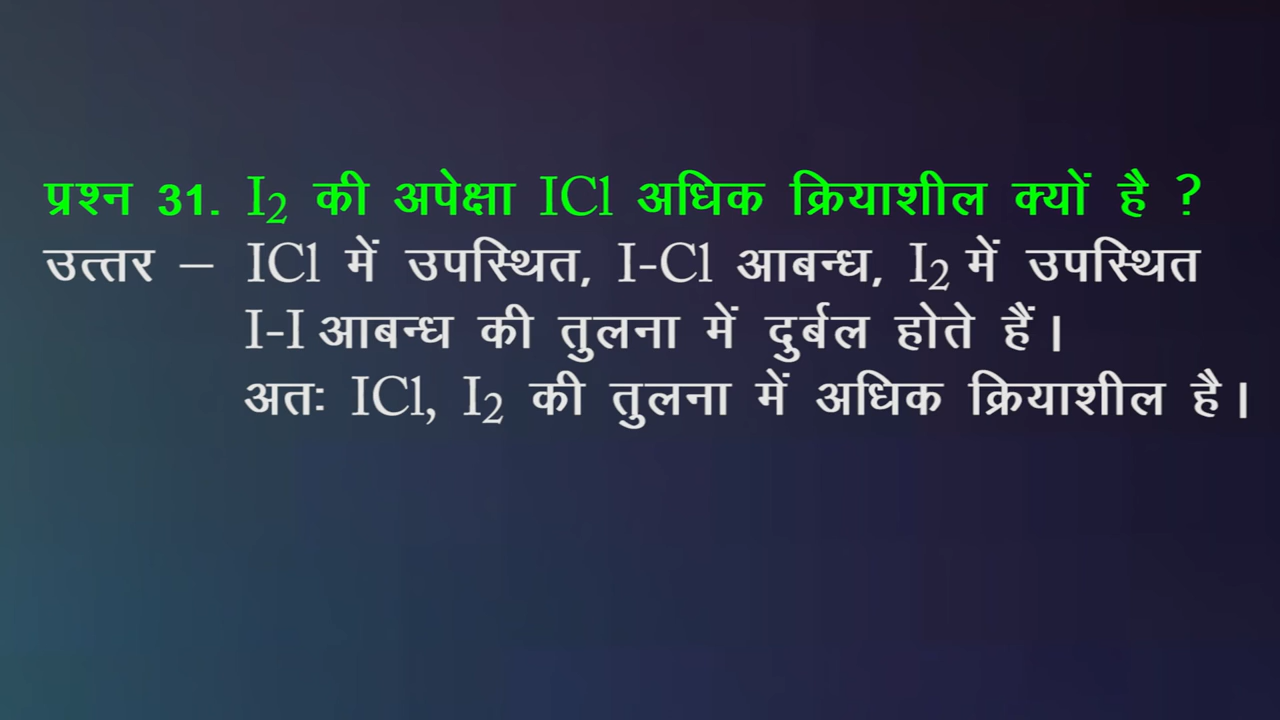 प्रश्न 31. I₂ की अपेक्षा ICl अधिक क्रियाशील क्यों है ?
उत्तर – ICl में उपस्थित, I-Cl आबन्ध, I₂ में उपस्थित
I-I आबन्ध की तुलना में दुर्बल होते हैं।
अतः ICl, I₂ की तुलना में अधिक क्रियाशील है।